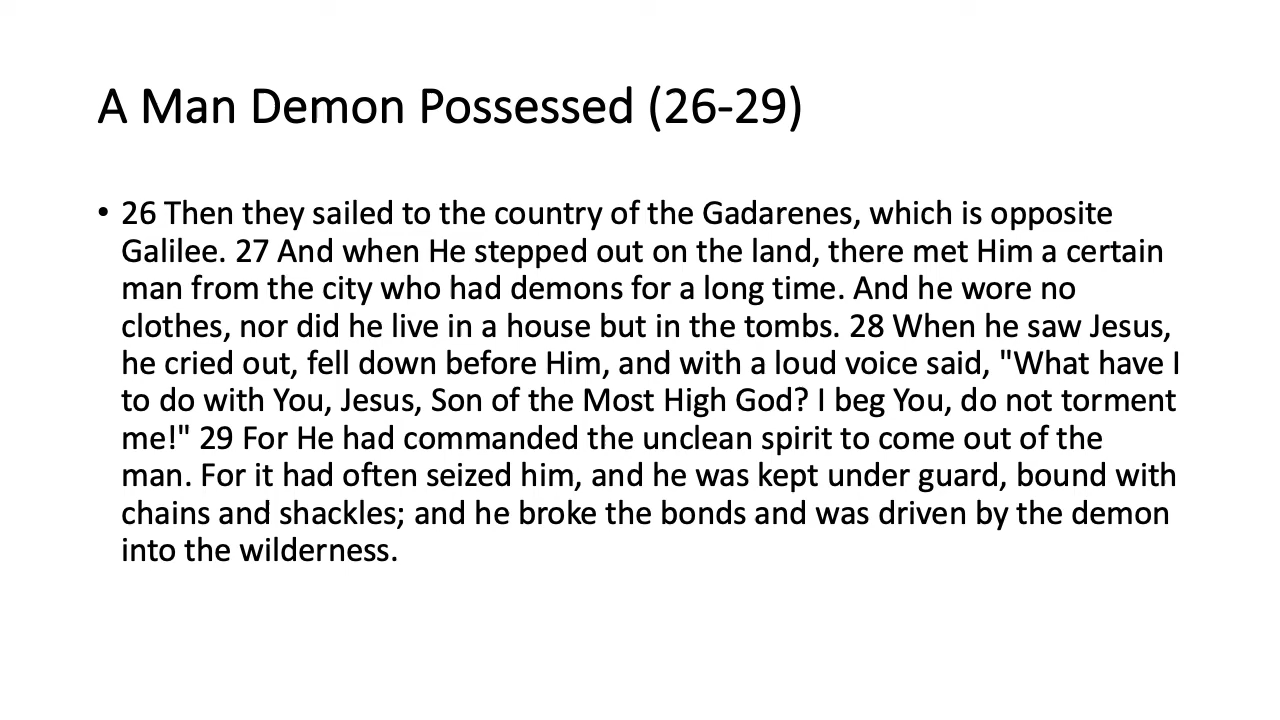 A Man Demon Possessed (26-29)
• 26 Then they sailed to the country of the Gadarenes, which is opposite
Galilee. 27 And when He stepped out on the land, there met Him a certain
man from the city who had demons for a long time. And he wore no
clothes, nor did he live in a house but in the tombs. 28 When he saw Jesus,
he cried out, fell down before Him, and with a loud voice said, "What have I
to do with You, Jesus, Son of the Most High God? I beg You, do not torment
me!" 29 For He had commanded the unclean spirit to come out of the
man. For it had often seized him, and he was kept under guard, bound with
chains and shackles; and he broke the bonds and was driven by the demon
into the wilderness.